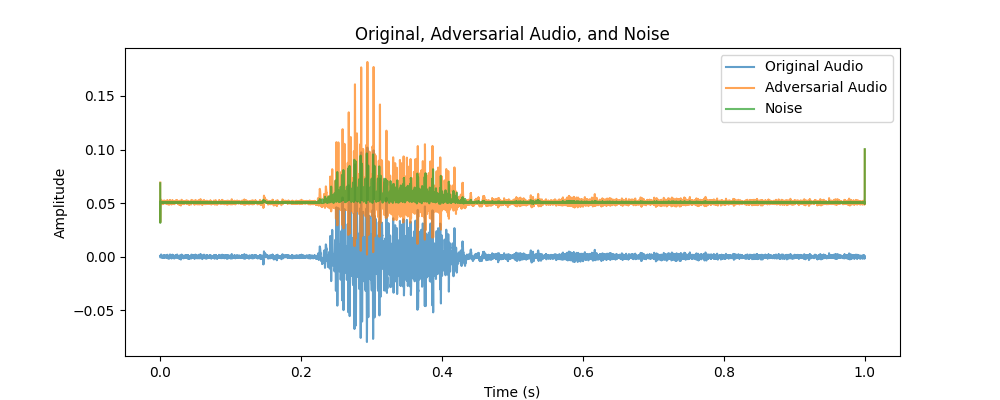 Original, Adversarial Audio, and Noise
Original Audio
Adversarial Audio
Noise
Amplitude
0.15
0.10
0.05
0.00
−0.05
0.0 0.2 0.4 0.6 0.8 1.0
Time (s)